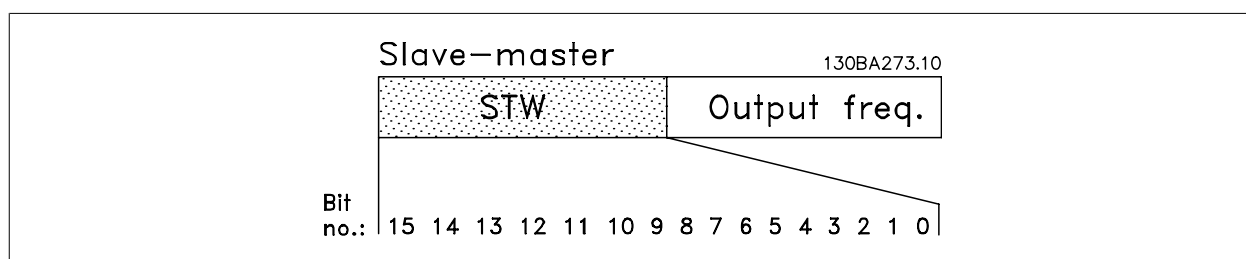 Slave-master
130BA273.10
STW
Output freq.
Bit
no.:
15 14 13 12 11 10 9 8 7 6 5 4 3 2 1 0